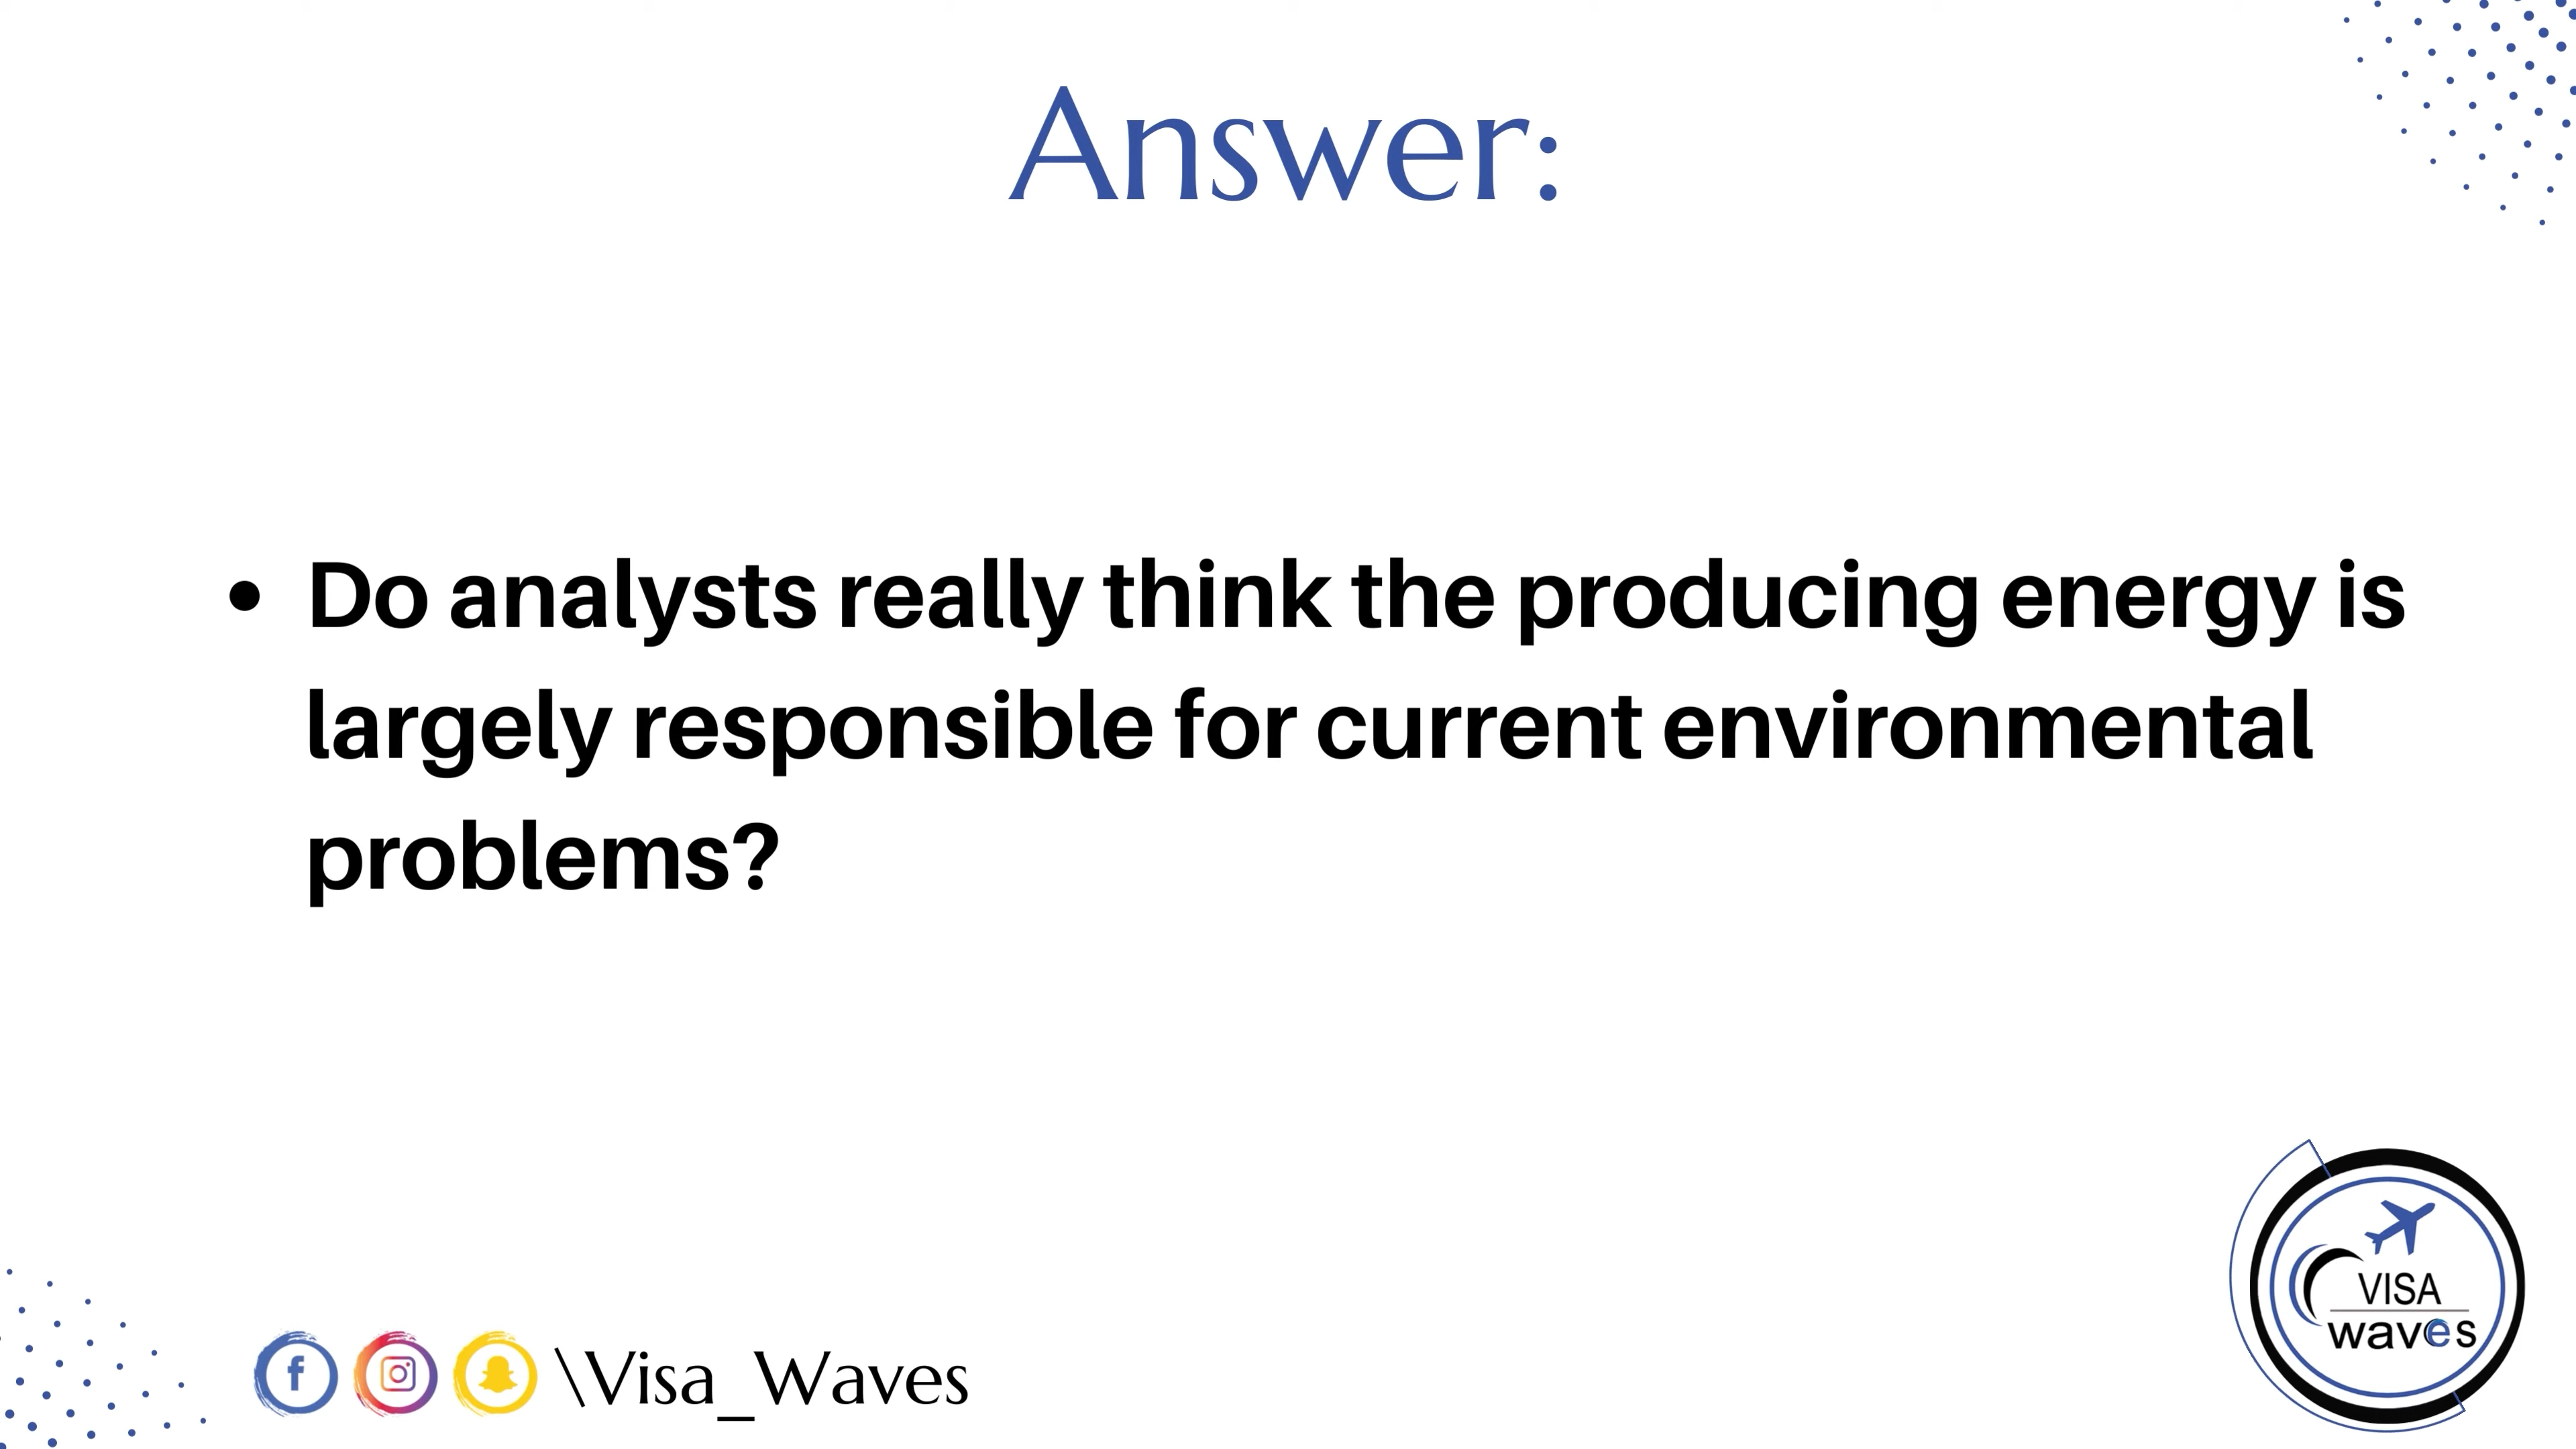 Answer:
• Do analysts really think the producing energy is
largely responsible for current environmental
problems?
VISA
waves
\Visa_Waves